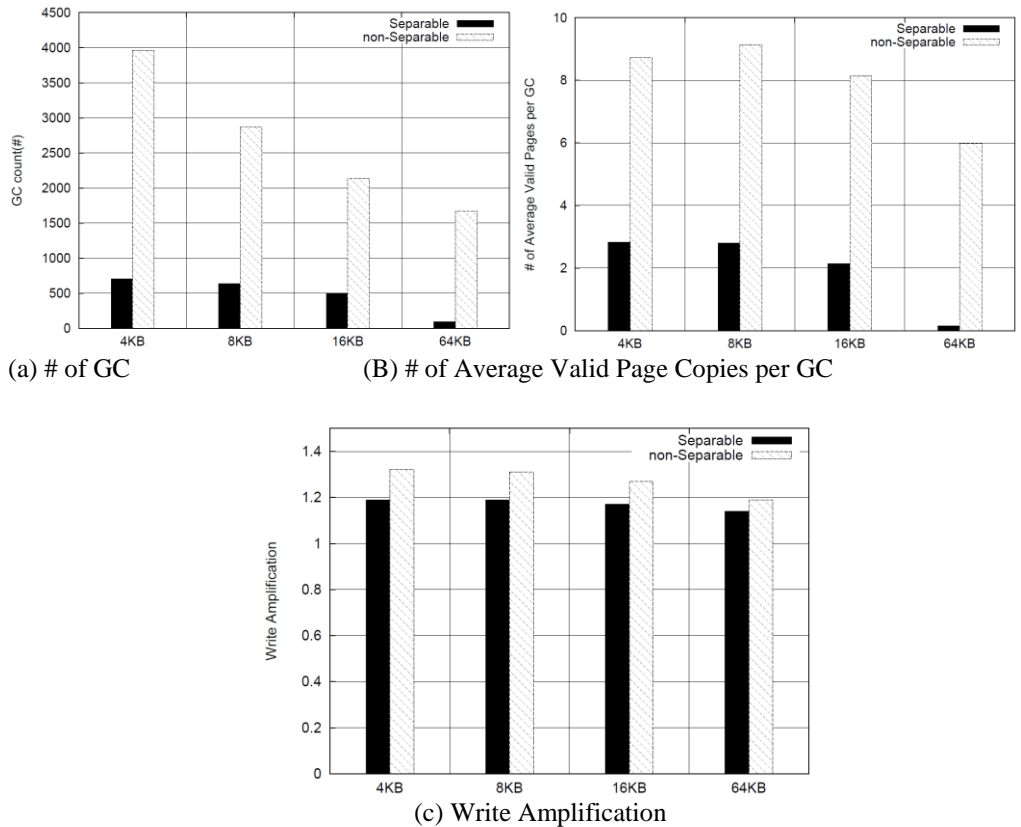 Separable
non-Separable
4500
4000
3500
3000
2500
2000
1500
1000
500
0
GC count(#)
4KB 8KB 16KB 64KB
(a) # of GC
Separable
non-Separable
10
8
6
4
2
0
# of Average Valid Pages per GC
4KB 8KB 16KB 64KB
(B) # of Average Valid Page Copies per GC
Separable
non-Separable
1.4
1.2
1
0.8
0.6
0.4
0.2
0
Write Amplification
4KB 8KB 16KB 64KB
(c) Write Amplification